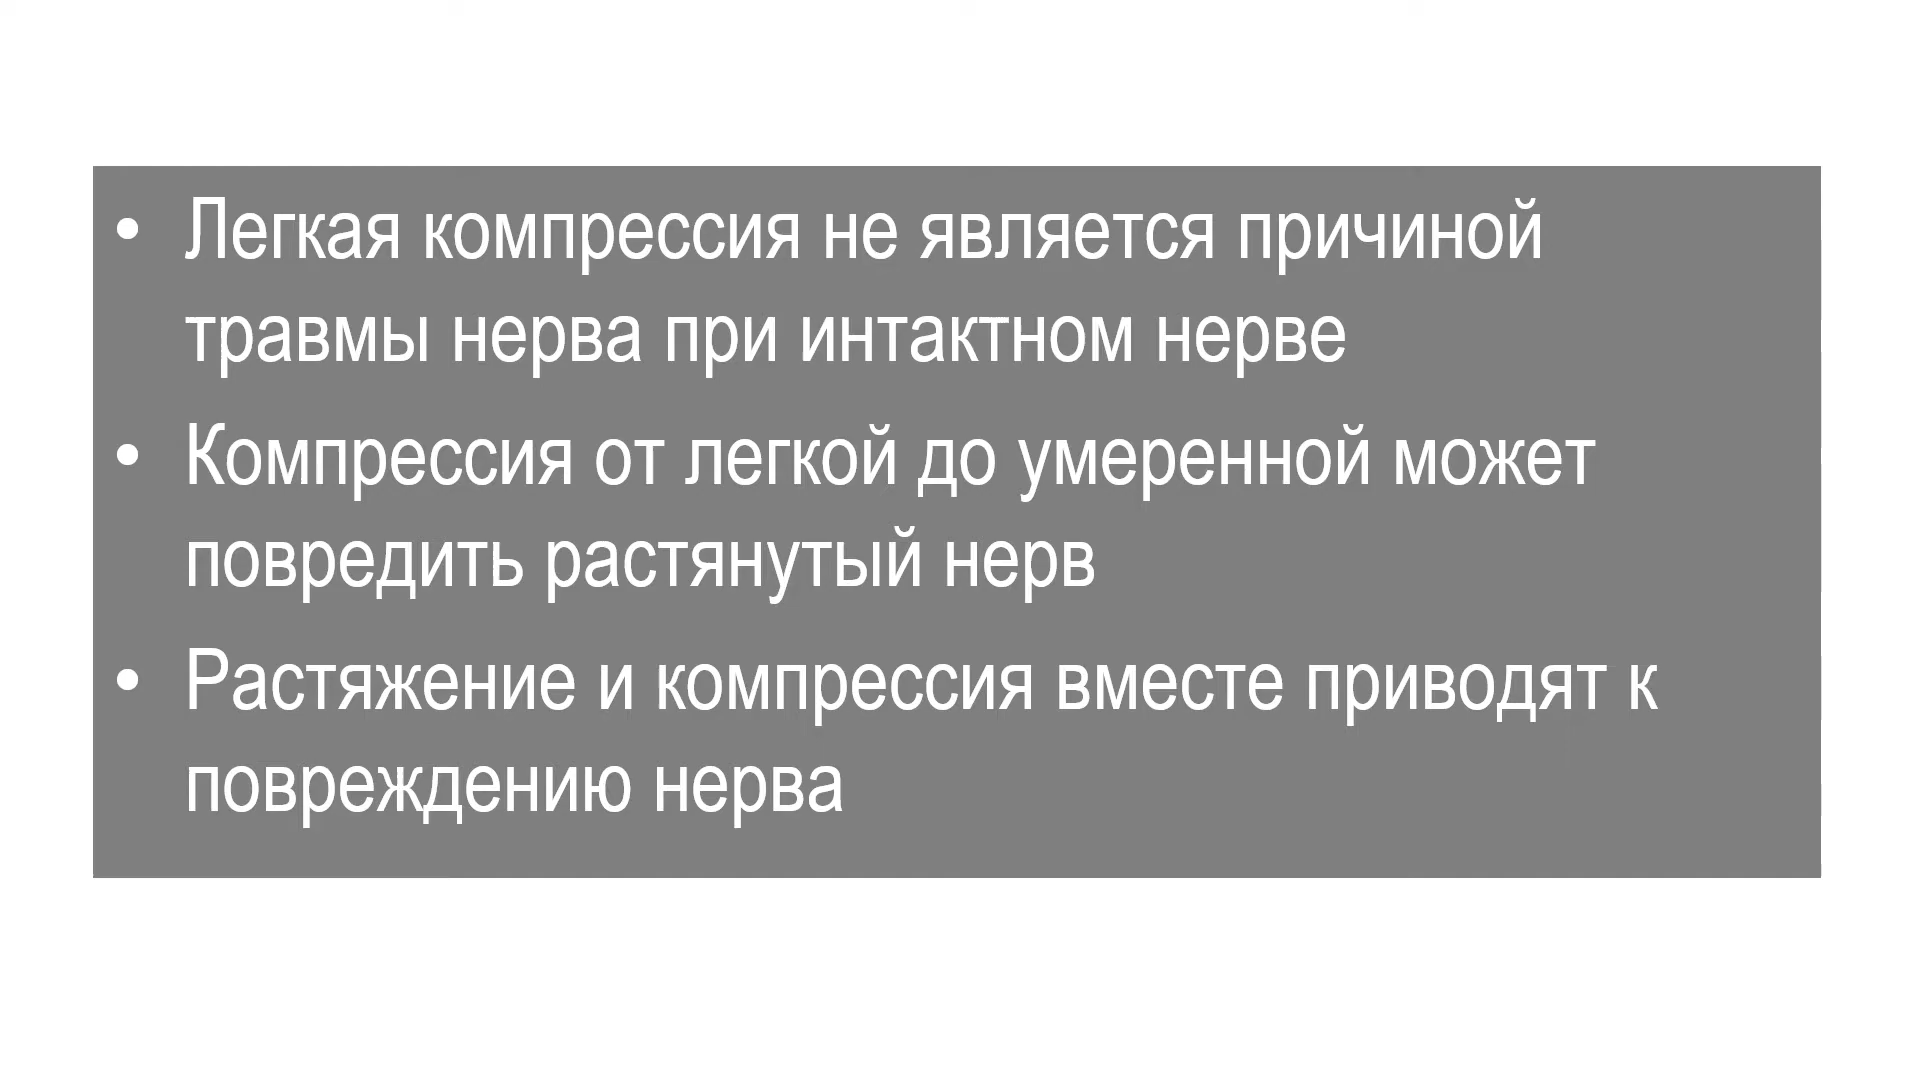 • Легкая компрессия не является причиной
травмы нерва при интактном нерве
• Компрессия от легкой до умеренной может
повредить растянутый нерв
• Растяжение и компрессия вместе приводят к
повреждению нерва